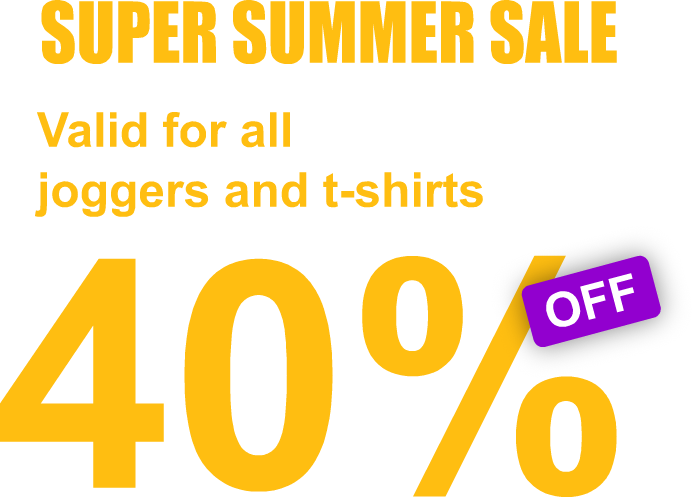 SUPER SUMMER SALE
Valid for all
joggers and t-shirts
40%
OFF